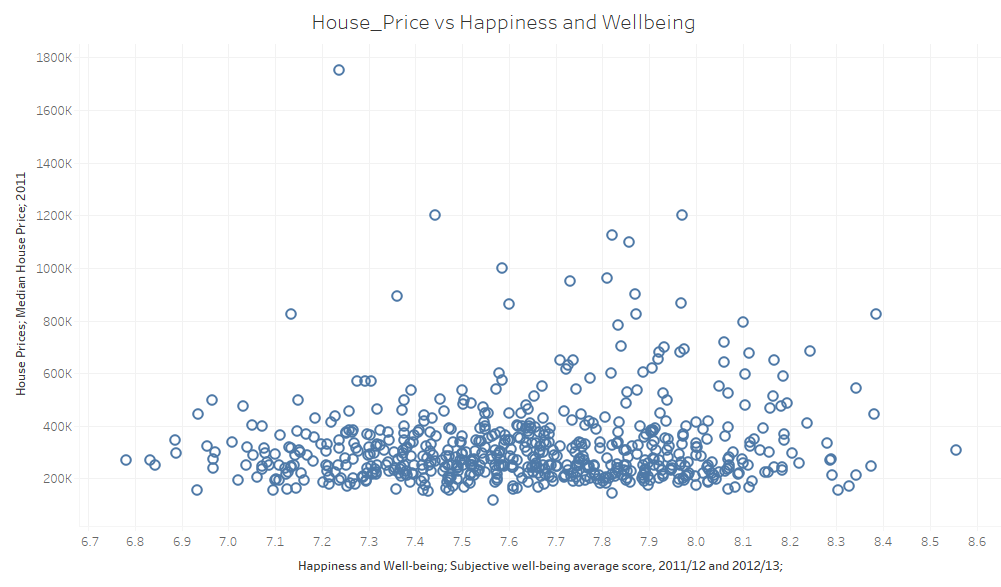 House_Price vs Happiness and Wellbeing
House Prices; Median House Price; 2011
1800K
1600K
1400K
1200K
1000K
800K
600K
400K
200K
6.7 6.8 6.9 7.0 7.1 7.2 7.3 7.4 7.5 7.6 7.7 7.8 7.9 8.0 8.1 8.2 8.3 8.4 8.5 8.6
Happiness and Well-being; Subjective well-being average score, 2011/12 and 2012/13;